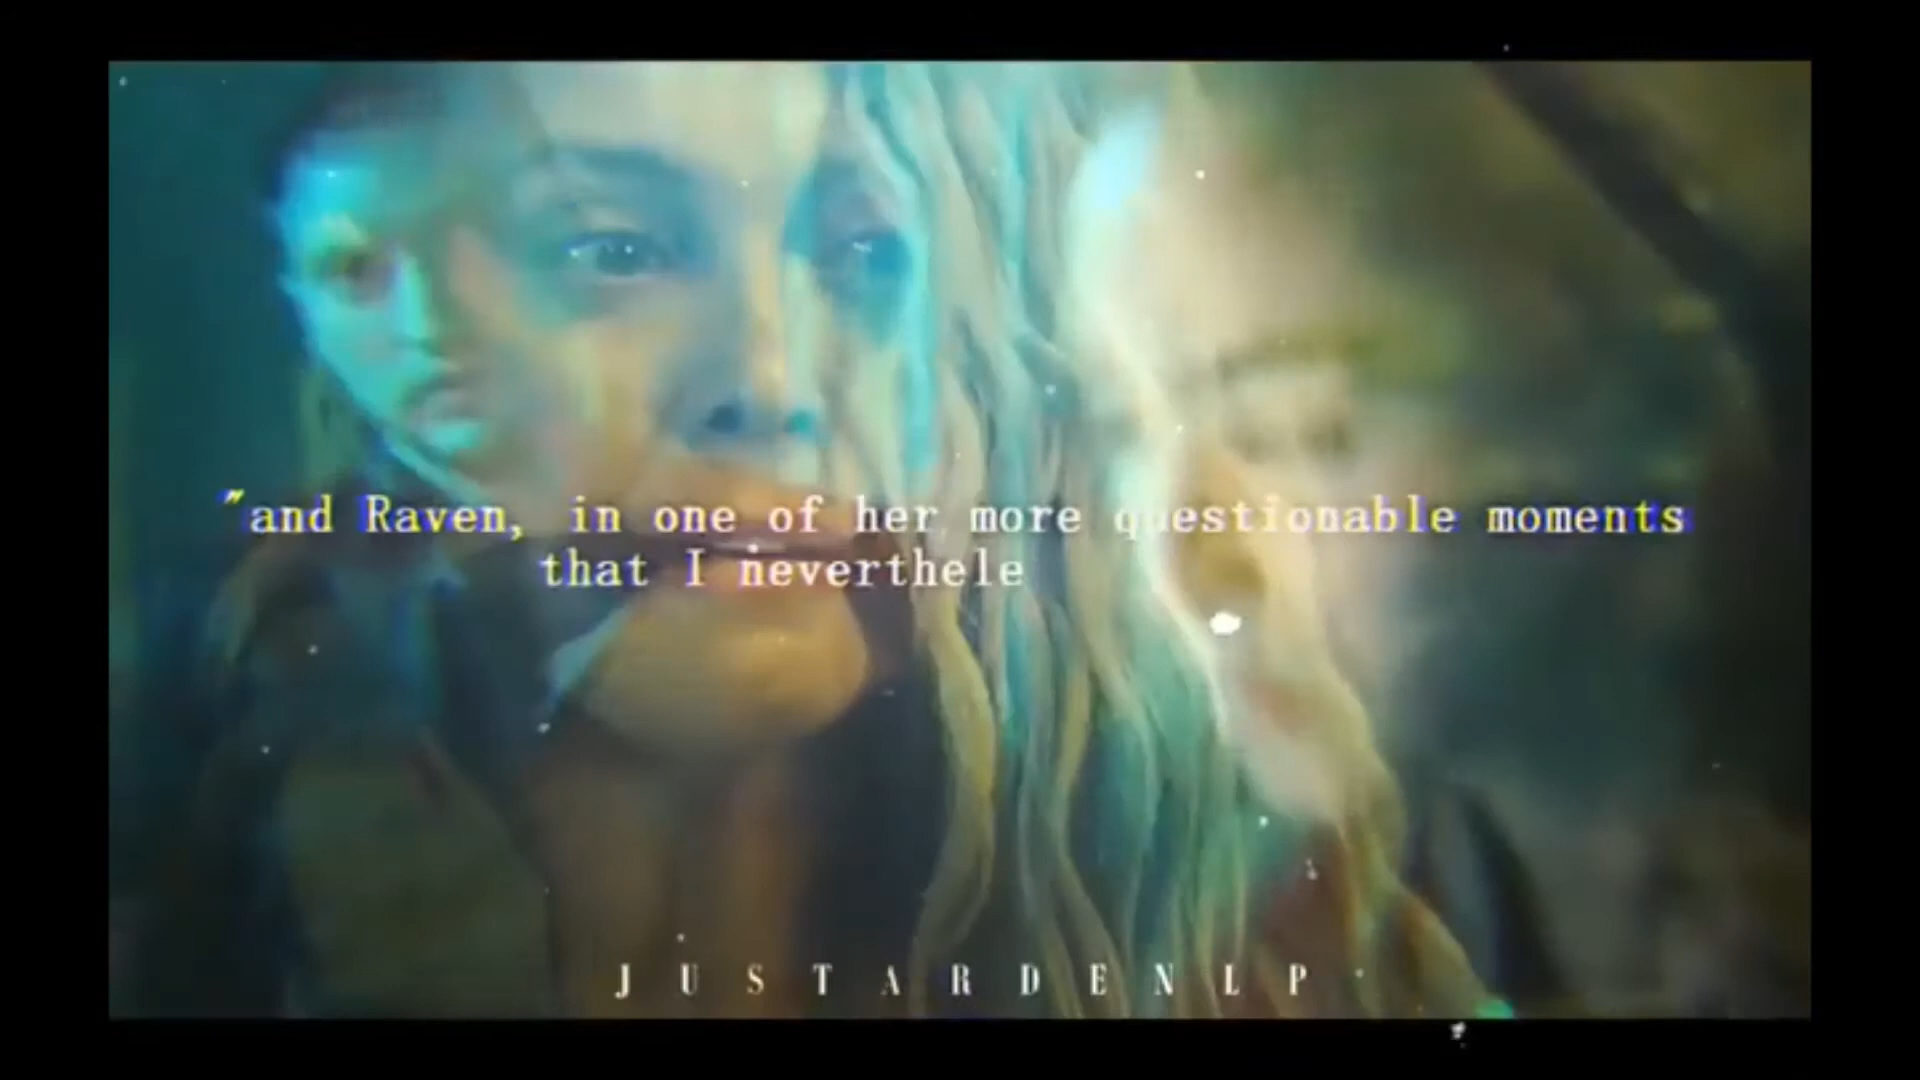 "and Raven, in one of her more questionable moments
that I neverthele
JUSTARDENLP